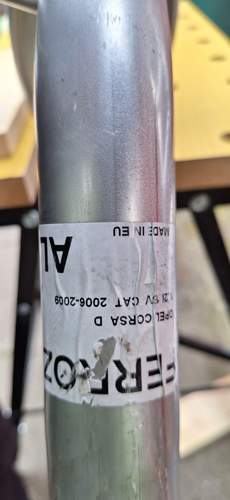 FERROZ
OPEL CORSA D
1.2I 16V CAT 2006-2009
AL
MADE IN EU